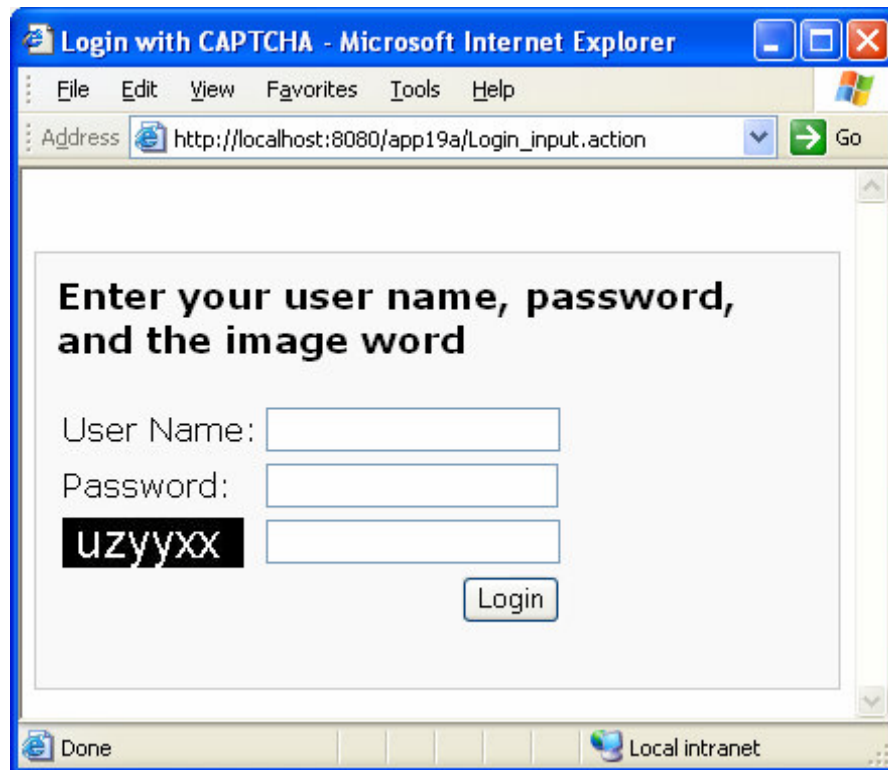 Login with CAPTCHA - Microsoft Internet Explorer
File Edit View Favorites Tools Help
Address http://localhost:8080/app19a/Login_input.action Go
Enter your user name, password,
and the image word
User Name:
Password:
uzyyxx
Login
Done Local intranet